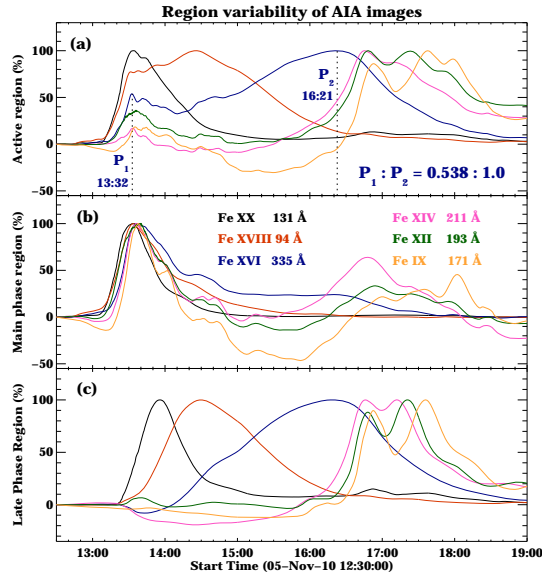 Region variability of AIA images
(a)
Active region (%)
100
50
0
−50
P1
13:32
P2
16:21
P1 : P2 = 0.538 : 1.0
(b)
Main phase region (%)
100
50
0
−50
Fe XX 131 Å
Fe XVIII 94 Å
Fe XVI 335 Å
Fe XIV 211 Å
Fe XII 193 Å
Fe IX 171 Å
(c)
Late Phase Region (%)
100
50
0
13:00 14:00 15:00 16:00 17:00 18:00 19:00
Start Time (05−Nov−10 12:30:00)